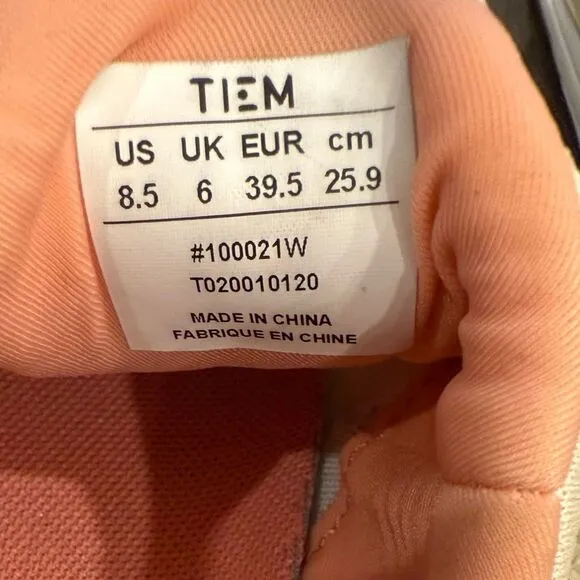 TIEM
US UK EUR cm
8.5 6 39.5 25.9
#100021W
T020010120
MADE IN CHINA
FABRIQUE EN CHINE